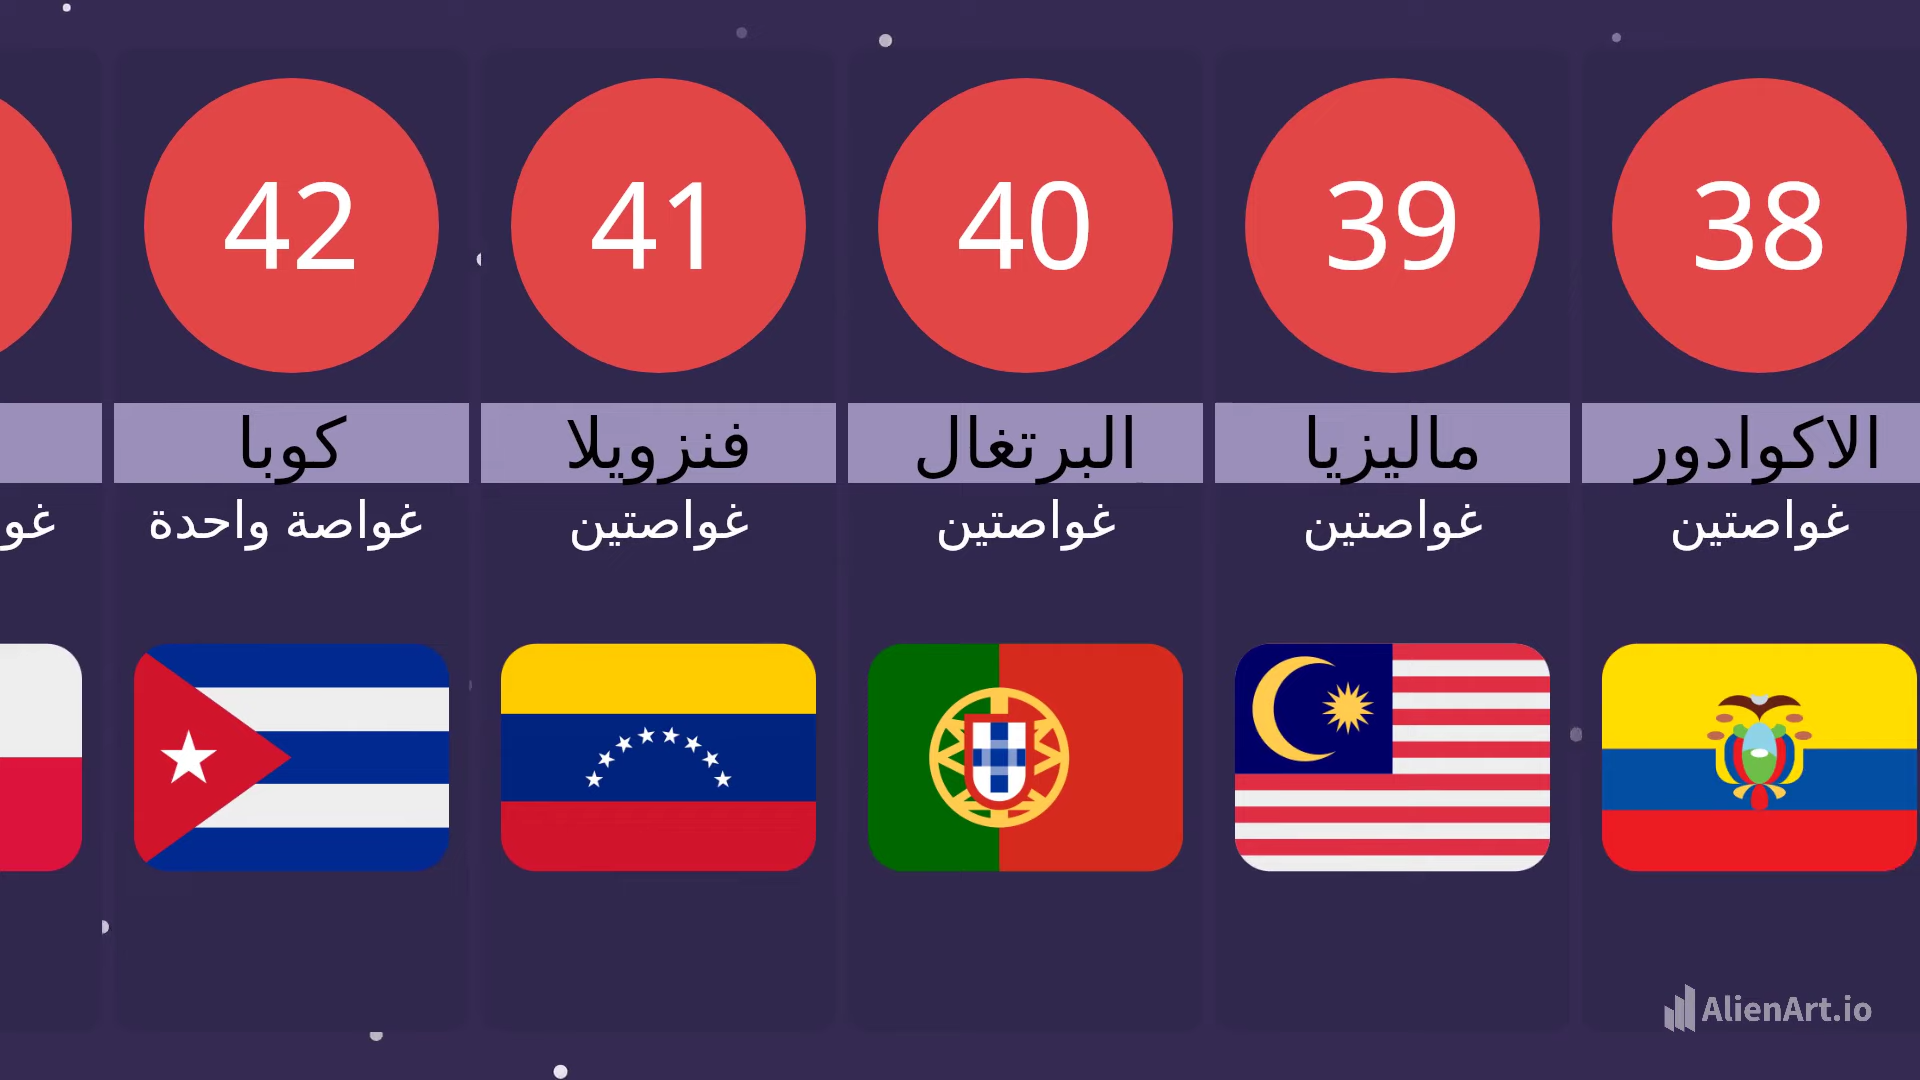 42
كوبا
غواصة واحدة
41
فنزويلا
غواصتين
40
البرتغال
غواصتين
39
ماليزيا
غواصتين
38
الاكوادور
غواصتين
AlienArt.io